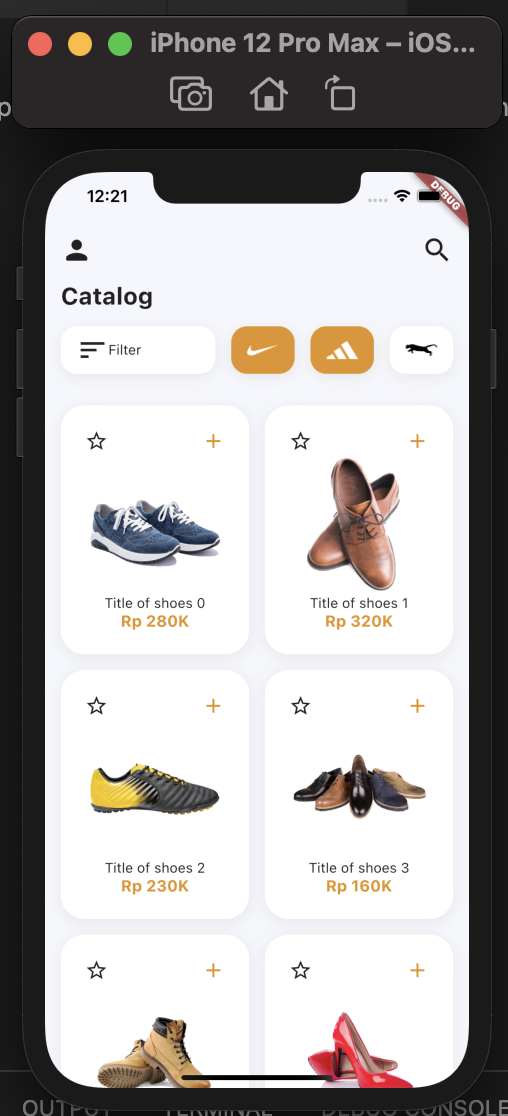 iPhone 12 Pro Max – iOS...
12:21
DEBUG
Catalog
Filter
Title of shoes 0
Rp 280K
Title of shoes 1
Rp 320K
Title of shoes 2
Rp 230K
Title of shoes 3
Rp 160K
OUTPUT TERMINAL DEBUG CONSOLE